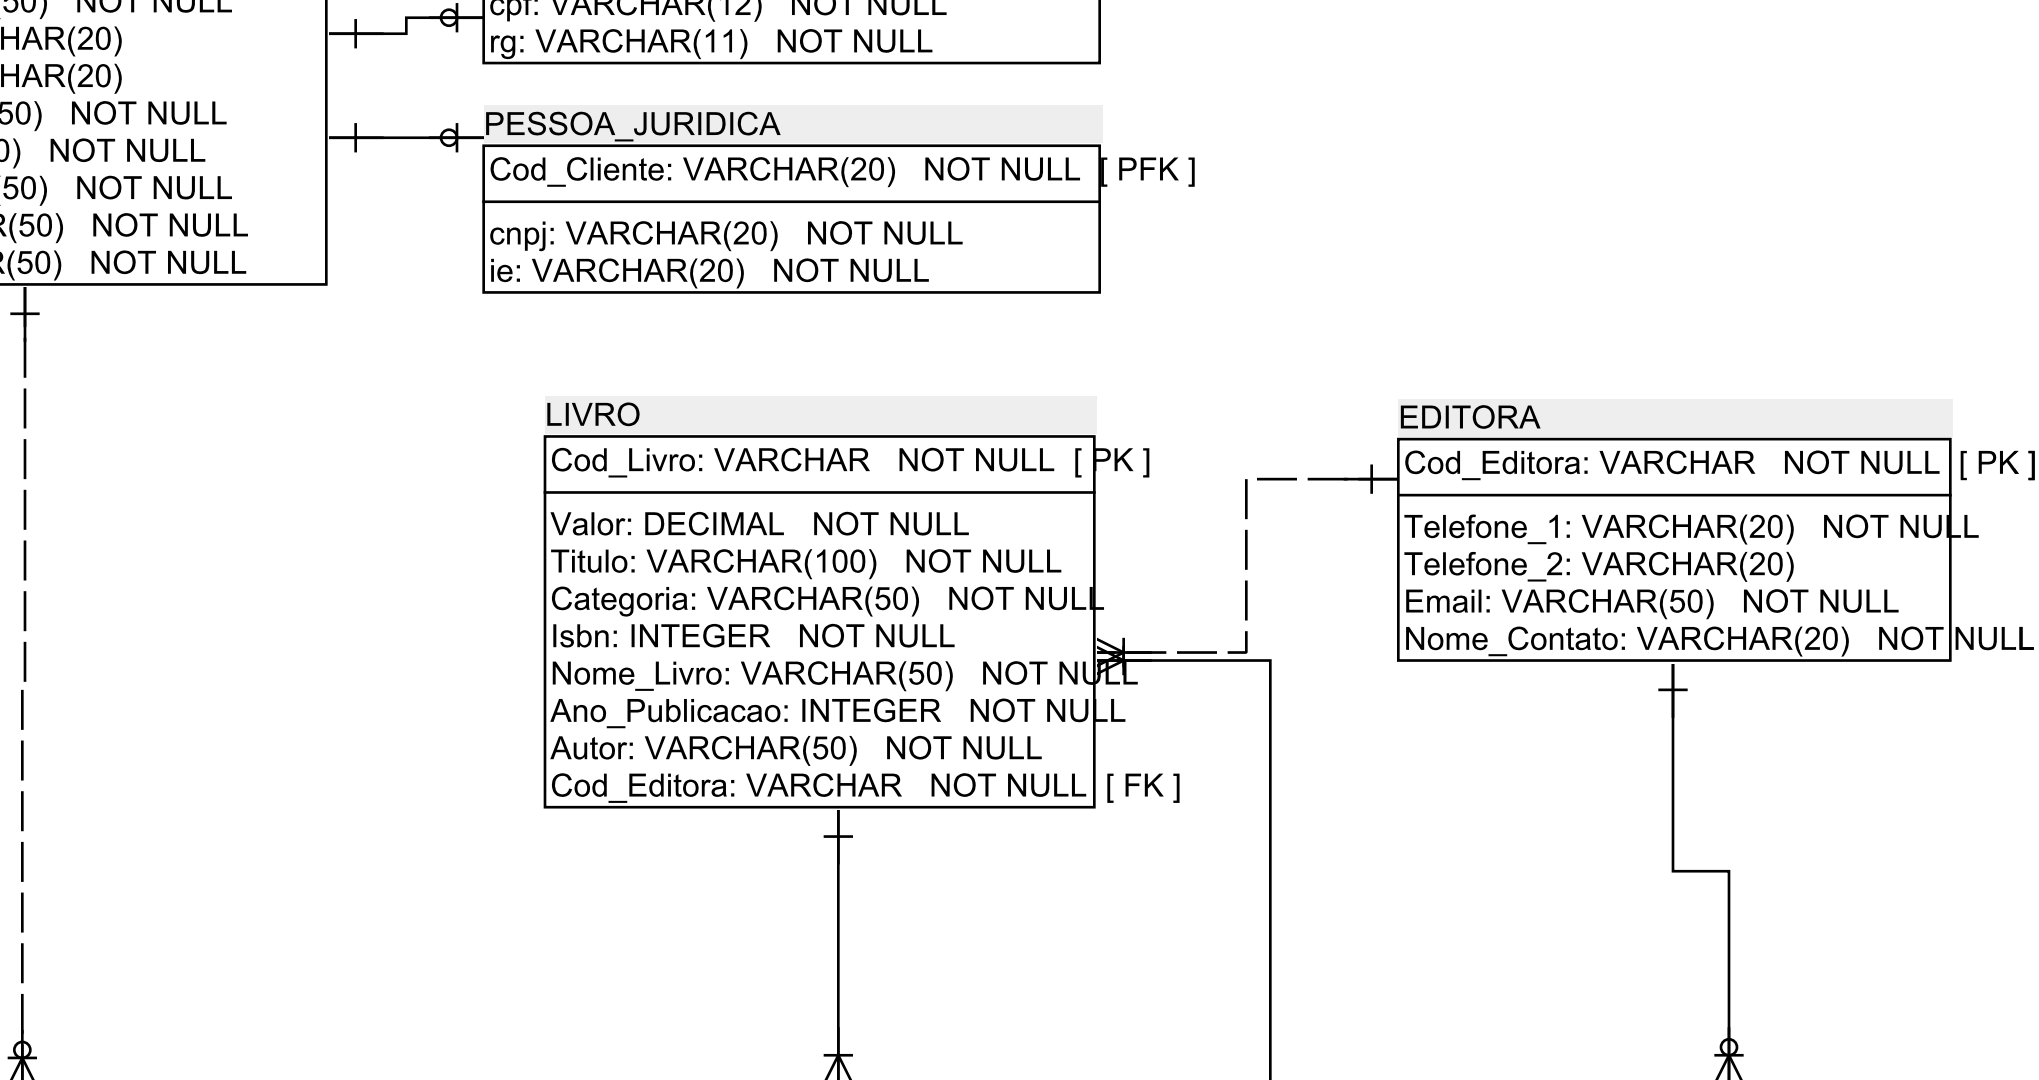 NOT NULL
HAR(20)
HAR(20)
50) NOT NULL
0) NOT NULL
(50) NOT NULL
R(50) NOT NULL
R(50) NOT NULL
cpf: VARCHAR(12) NOT NULL
rg: VARCHAR(11) NOT NULL
PESSOA_JURIDICA
Cod_Cliente: VARCHAR(20) NOT NULL [ PFK ]
cnpj: VARCHAR(20) NOT NULL
ie: VARCHAR(20) NOT NULL
LIVRO
Cod_Livro: VARCHAR NOT NULL [ PK ]
Valor: DECIMAL NOT NULL
Titulo: VARCHAR(100) NOT NULL
Categoria: VARCHAR(50) NOT NULL
Isbn: INTEGER NOT NULL
Nome_Livro: VARCHAR(50) NOT NULL
Ano_Publicacao: INTEGER NOT NULL
Autor: VARCHAR(50) NOT NULL
Cod_Editora: VARCHAR NOT NULL [ FK ]
EDITORA
Cod_Editora: VARCHAR NOT NULL [ PK ]
Telefone_1: VARCHAR(20) NOT NULL
Telefone_2: VARCHAR(20)
Email: VARCHAR(50) NOT NULL
Nome_Contato: VARCHAR(20) NOT NULL